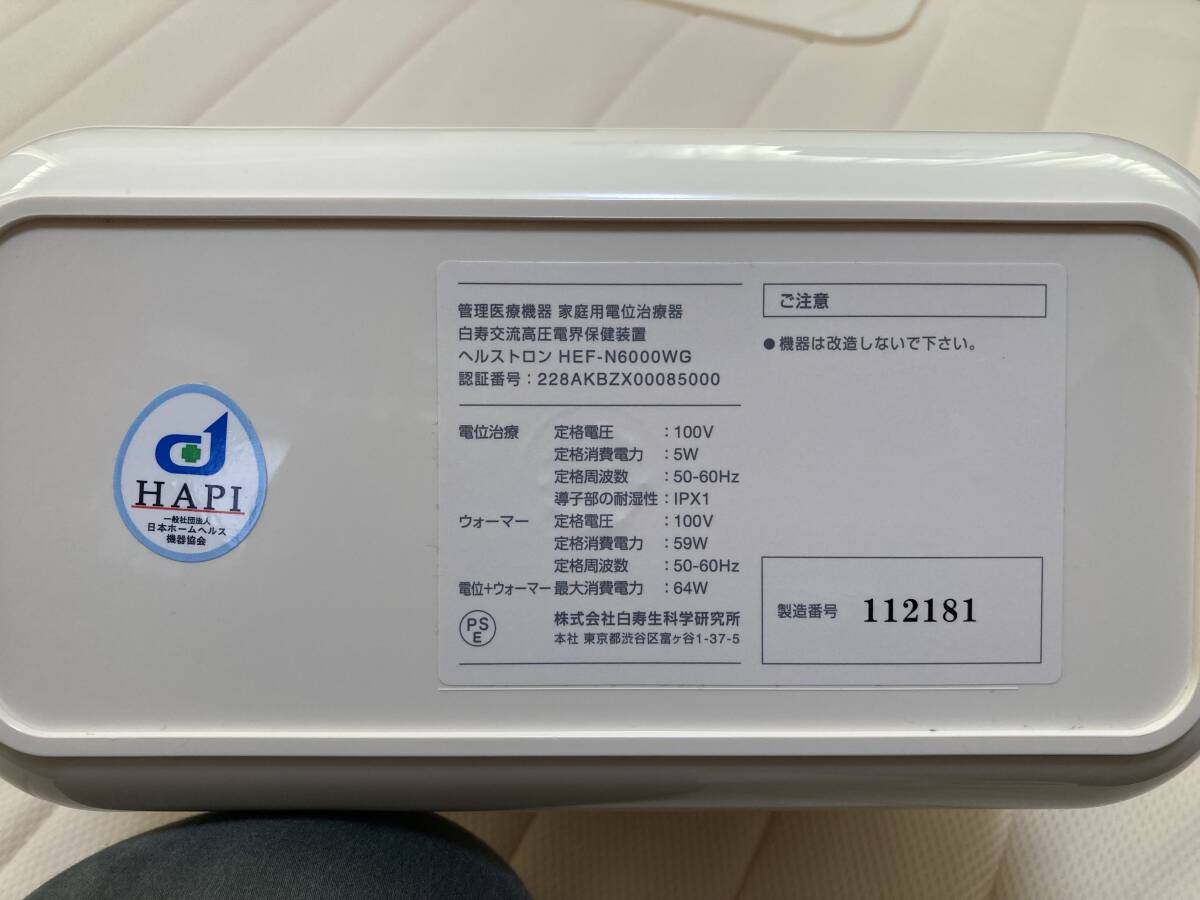 HAPI
一般社団法人
日本ホームヘルス
機器協会
管理医療機器 家庭用電位治療器
白寿交流高圧電界保健装置
ヘルストロン HEF-N6000WG
認証番号：228AKBZX00085000
電位治療 定格電圧 ：100V
定格消費電力 ：5W
定格周波数 ：50-60Hz
導子部の耐湿性：IPX1
ウォーマー 定格電圧 ：100V
定格消費電力 ：59W
定格周波数 ：50-60Hz
電位+ウォーマー 最大消費電力 ：64W
PS
E
株式会社白寿生科学研究所
本社 東京都渋谷区富ヶ谷1-37-5
ご注意
●機器は改造しないで下さい。
製造番号 112181